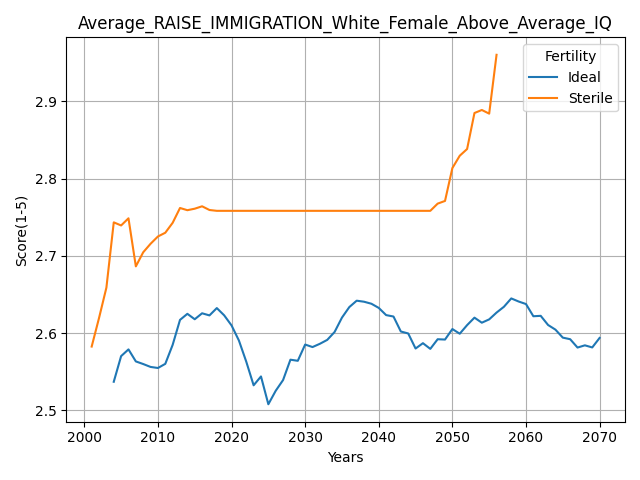 Average_RAISE_IMMIGRATION_White_Female_Above_Average_IQ
Fertility
Ideal
Sterile
Score(1-5)
2.9
2.8
2.7
2.6
2.5
2000 2010 2020 2030 2040 2050 2060 2070
Years